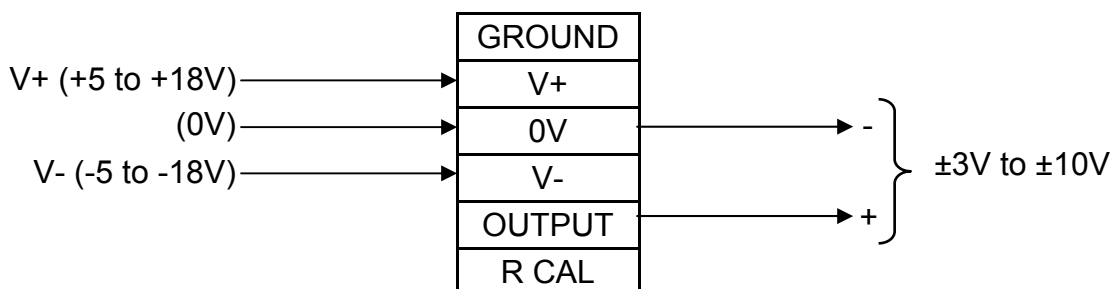 GROUND
V+ (+5 to +18V)
V+
(0V)
0V
-
V- (-5 to -18V)
V-
±3V to ±10V
OUTPUT
+
R CAL